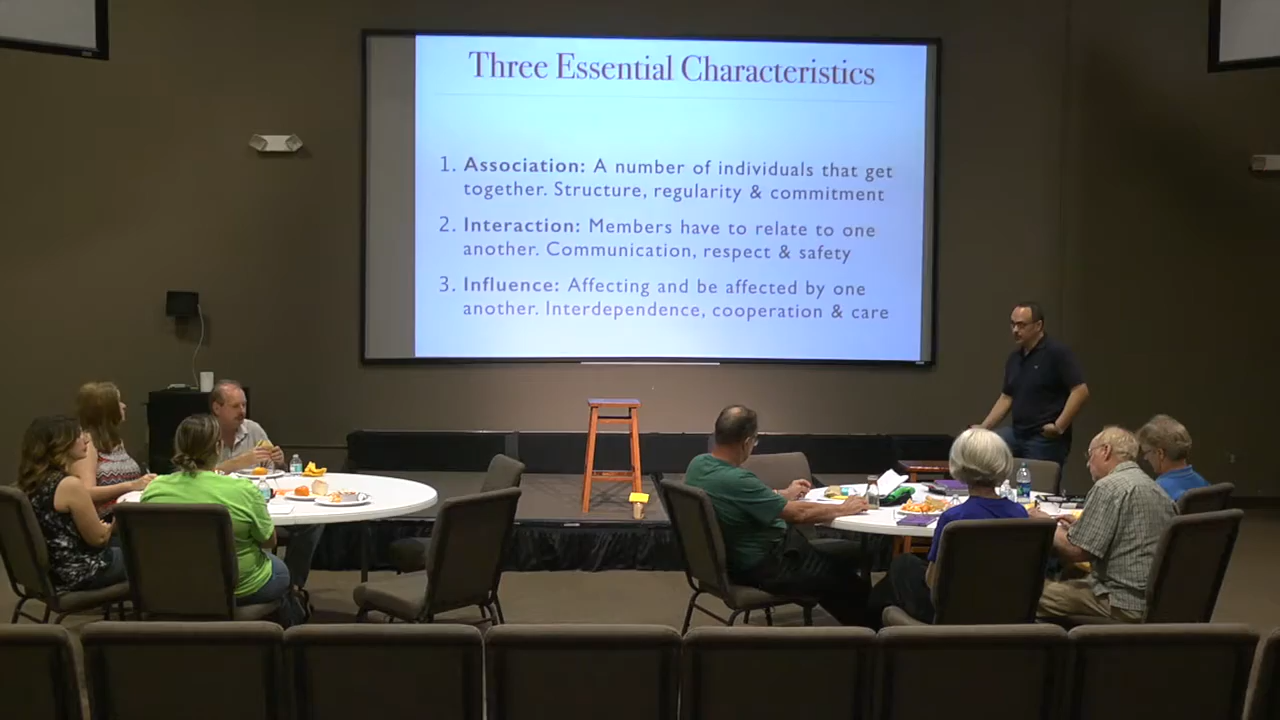 Three Essential Characteristics
1. Association: A number of individuals that get
together. Structure, regularity & commitment
2. Interaction: Members have to relate to one
another. Communication, respect & safety
3. Influence: Affecting and be affected by one
another. Interdependence, cooperation & care